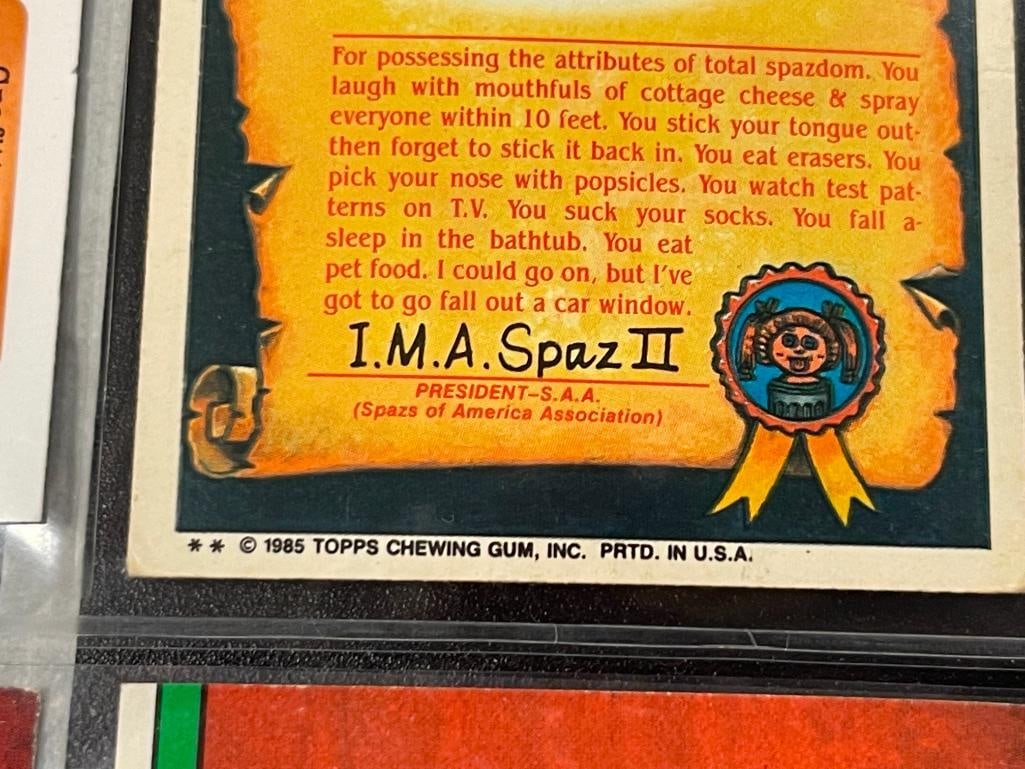 For possessing the attributes of total spazdom. You
laugh with mouthfuls of cottage cheese & spray
everyone within 10 feet. You stick your tongue out-
then forget to stick it back in. You eat erasers. You
pick your nose with popsicles. You watch test pat-
terns on T.V. You suck your socks. You fall a-
sleep in the bathtub. You eat
pet food. I could go on, but I've
got to go fall out a car window.
I.M.A. Spaz II
PRESIDENT-S.A.A.
(Spazs of America Association)
** © 1985 TOPPS CHEWING GUM, INC. PRTD. IN U.S.A.